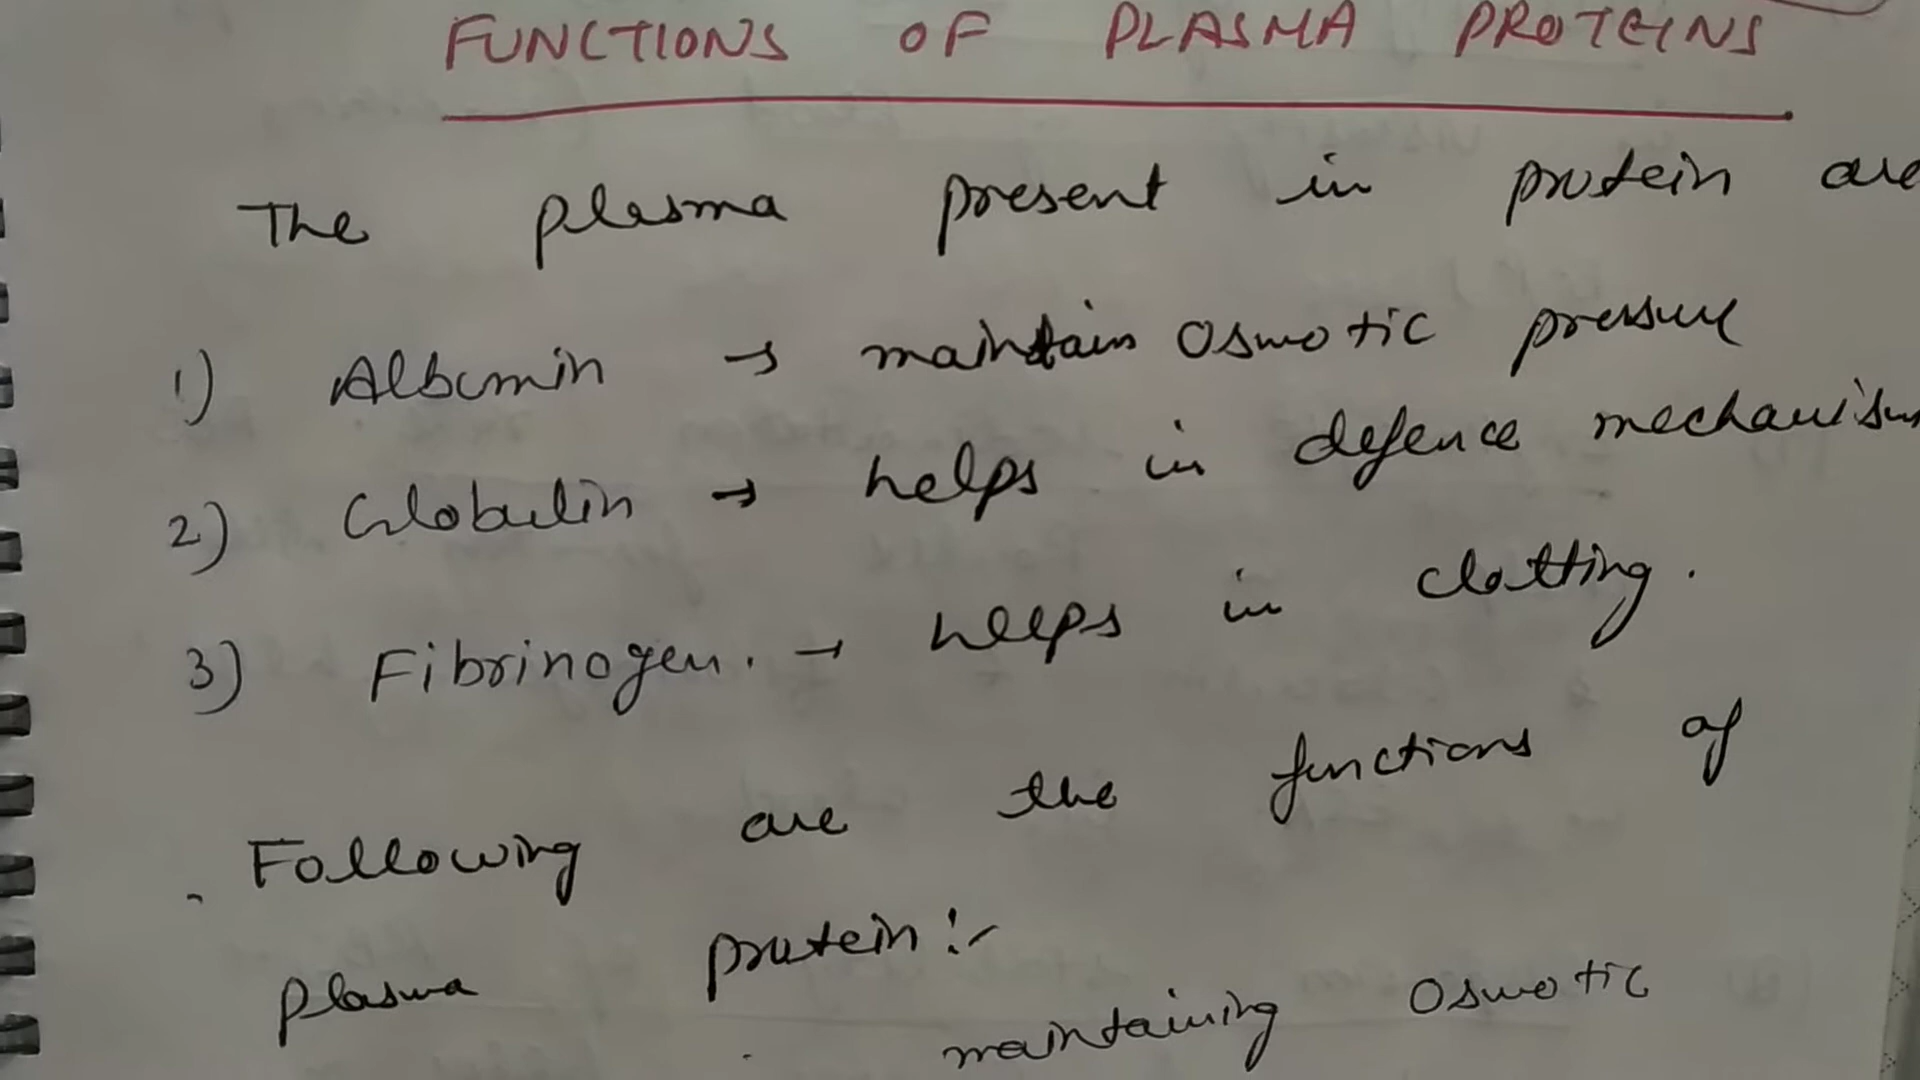 FUNCTIONS OF PLASMA PROTEINS
The plasma present in protein are
1) Albumin → maintain osmotic pressure
2) Globulin → helps in defence mechanism
3) Fibrinogen. → helps in clotting.
Following are the functions of
plasma protein :-
maintaining osmotic